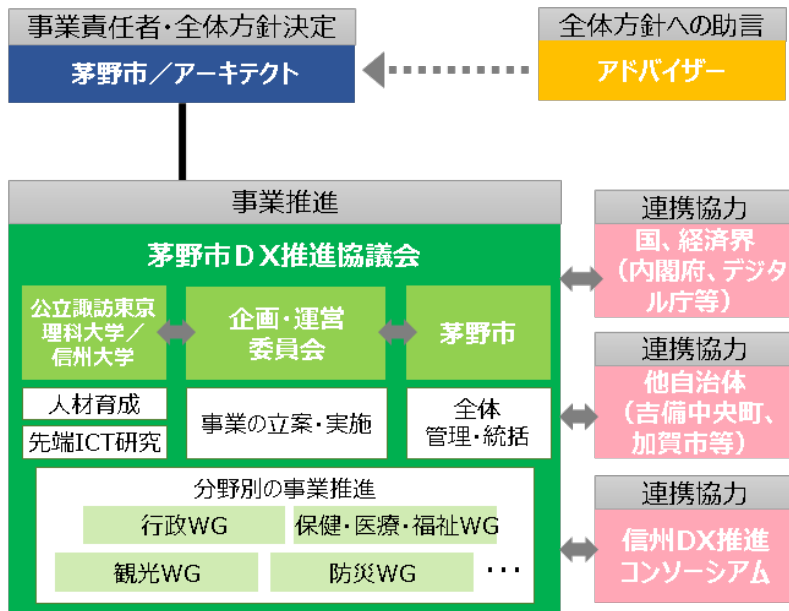 事業責任者・全体方針決定
茅野市／アーキテクト
全体方針への助言
アドバイザー
事業推進
茅野市DX推進協議会
公立諏訪東京
理科大学／
信州大学
企画・運営
委員会
茅野市
人材育成
先端ICT研究
事業の立案・実施
全体
管理・統括
分野別の事業推進
行政WG
保健・医療・福祉WG
観光WG
防災WG
・・・
連携協力
国、経済界
（内閣府、デジタ
ル庁等）
連携協力
他自治体
（吉備中央町、
加賀市等）
連携協力
信州DX推進
コンソーシアム